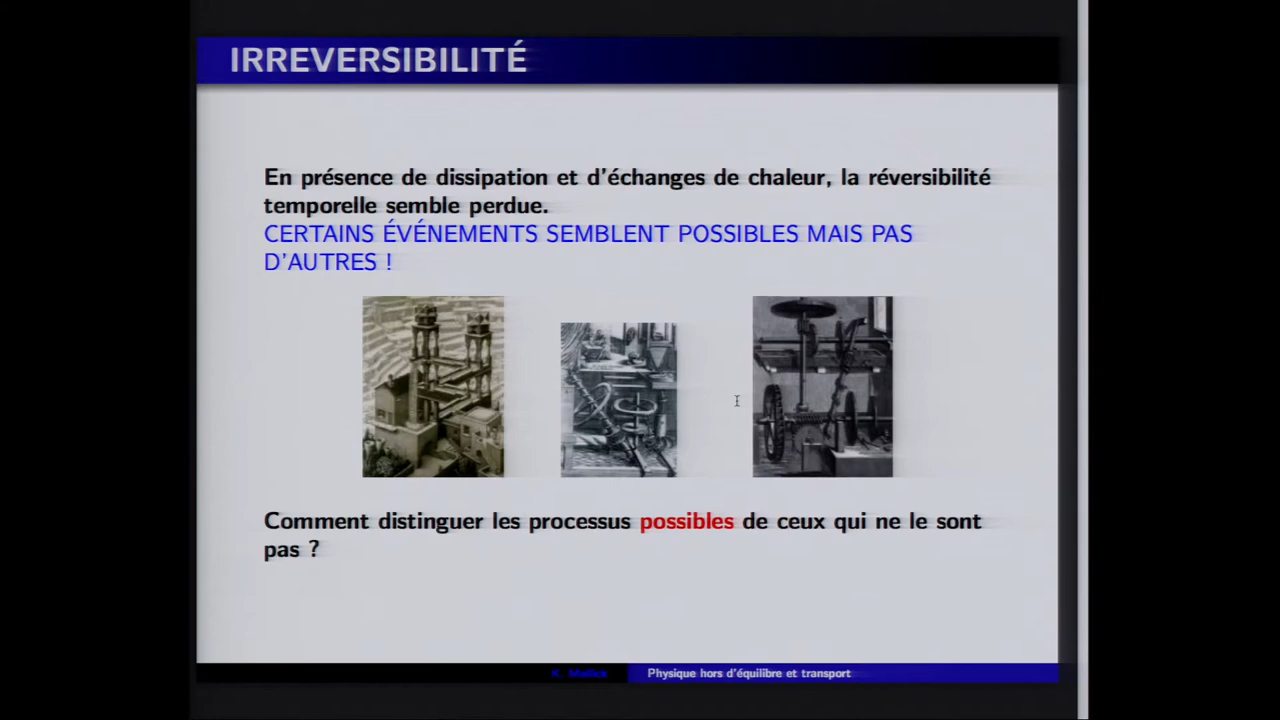 IRREVERSIBILITÉ
En présence de dissipation et d'échanges de chaleur, la réversibilité
temporelle semble perdue.
CERTAINS ÉVÉNEMENTS SEMBLENT POSSIBLES MAIS PAS
D'AUTRES !
Comment distinguer les processus possibles de ceux qui ne le sont
pas ?
K. Mallick
Physique hors d'équilibre et transport